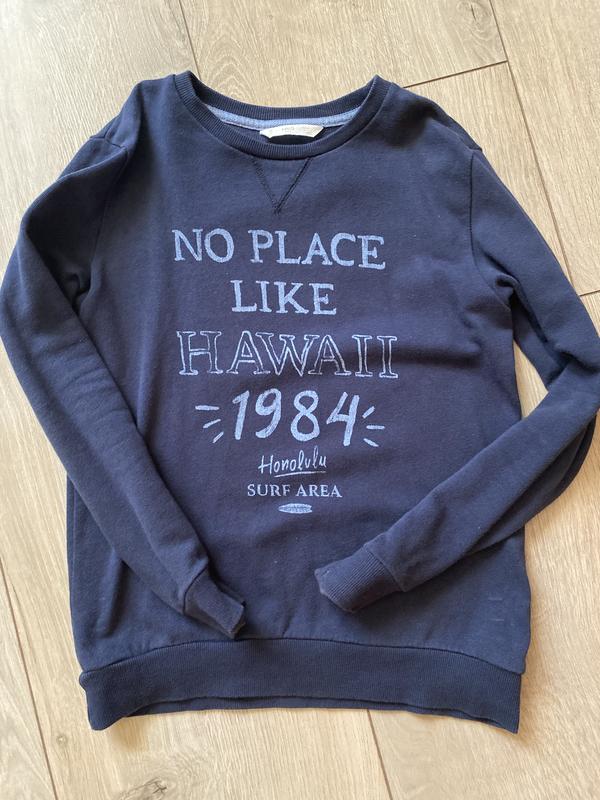 NO PLACE
LIKE
HAWAII
1984
Honolulu
SURF AREA